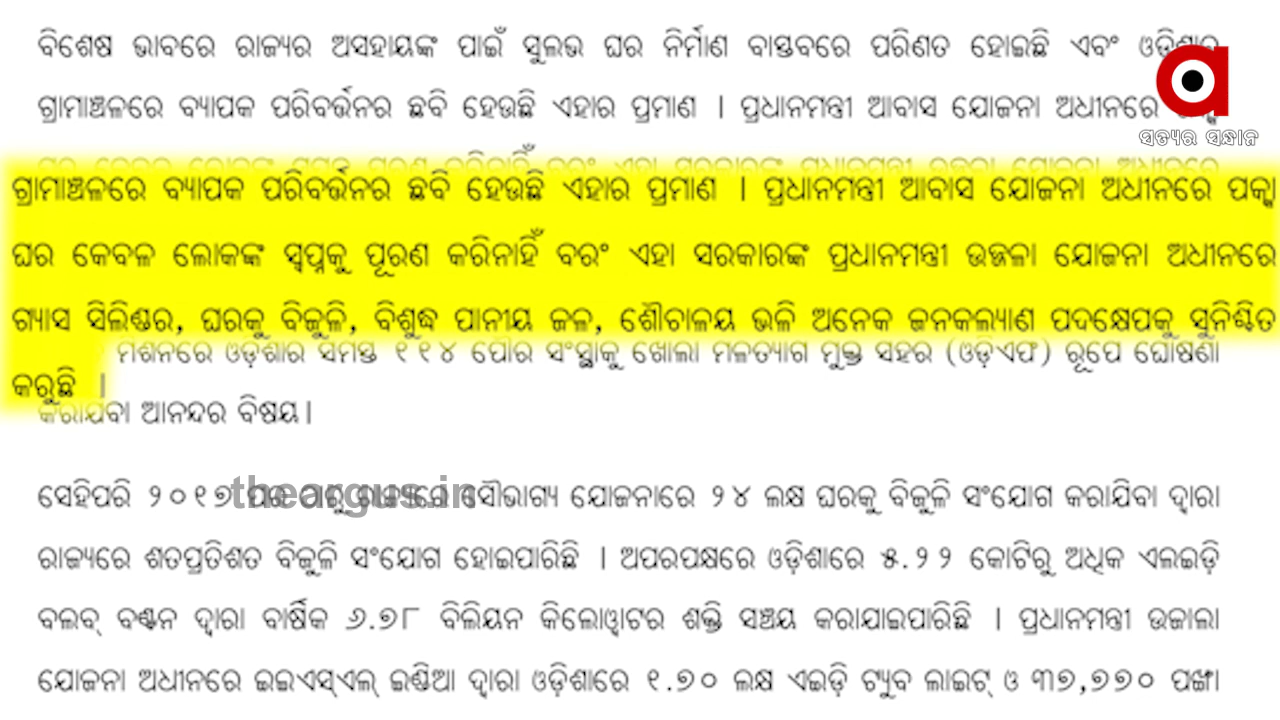 ବିଶେଷ ଭାବରେ ରାଜ୍ୟର ଅସହାୟଙ୍କ ପାଇଁ ସୁଲଭ ଘର ନିର୍ମାଣ ବାସ୍ତବରେ ପରିଣତ ହୋଇଛି ଏବଂ ଓଡ଼ିଶାର
ଗ୍ରାମାଞ୍ଚଳରେ ବ୍ୟାପକ ପରିବର୍ତ୍ତନର ଛବି ହେଉଛି ଏହାର ପ୍ରମାଣ । ପ୍ରଧାନମନ୍ତ୍ରୀ ଆବାସ ଯୋଜନା ଅଧୀନରେ
ସତ୍ୟର ସନ୍ଧାନ
ଗ୍ରାମାଞ୍ଚଳରେ ବ୍ୟାପକ ପରିବର୍ତ୍ତନର ଛବି ହେଉଛି ଏହାର ପ୍ରମାଣ । ପ୍ରଧାନମନ୍ତ୍ରୀ ଆବାସ ଯୋଜନା ଅଧୀନରେ ପକ୍କା
ଘର କେବଳ ଲୋକଙ୍କ ସ୍ୱପ୍ନକୁ ପୂରଣ କରିନାହିଁ ବରଂ ଏହା ସରକାରଙ୍କ ପ୍ରଧାନମନ୍ତ୍ରୀ ଉଜ୍ଜଳା ଯୋଜନା ଅଧୀନରେ
ଗ୍ୟାସ ସିଲିଣ୍ଡର, ଘରକୁ ବିଜୁଳି, ବିଶୁଦ୍ଧ ପାନୀୟ ଜଳ, ଶୌଚାଳୟ ଭଳି ଅନେକ ଜନକଲ୍ୟାଣ ପଦକ୍ଷେପକୁ ସୁନିଶ୍ଚିତ
କରୁଛି ।
ମିଶନରେ ଓଡ଼ିଶାର ସମସ୍ତ ୧୧୪ ପୌର ସଂସ୍ଥାକୁ ଖୋଲା ମଳତ୍ୟାଗ ମୁକ୍ତ ସହର (ଓଡ଼ିଏଫ) ରୂପେ ଘୋଷଣା
କରାଯିବା ଆନନ୍ଦର ବିଷୟ।
ସେହିପରି ୨୦୧୭ ସୌଭାଗ୍ୟ ଯୋଜନାରେ ୨୪ ଲକ୍ଷ ଘରକୁ ବିଜୁଳି ସଂଯୋଗ କରାଯିବା ଦ୍ୱାରା
theargus.in
ରାଜ୍ୟରେ ଶତପ୍ରତିଶତ ବିଜୁଳି ସଂଯୋଗ ହୋଇପାରିଛି । ଅପରପକ୍ଷରେ ଓଡ଼ିଶାରେ ୫.୨୨ କୋଟିରୁ ଅଧିକ ଏଲଇଡ଼ି
ବଲବ୍ ବଣ୍ଟନ ଦ୍ୱାରା ବାର୍ଷିକ ୬.୭୮ ବିଲିୟନ କିଲୋୱାଟର ଶକ୍ତି ସଞ୍ଚୟ କରାଯାଇପାରିଛି । ପ୍ରଧାନମନ୍ତ୍ରୀ ଉଜାଲା
ଯୋଜନା ଅଧୀନରେ ଇଇଏସ୍ଏଲ୍ ଇଣ୍ଡିଆ ଦ୍ୱାରା ଓଡ଼ିଶାରେ ୧.୭୦ ଲକ୍ଷ ଏଇଡ଼ି ଟ୍ୟୁବ ଲାଇଟ୍ ଓ ୩୭,୭୭୦ ପଙ୍ଖା